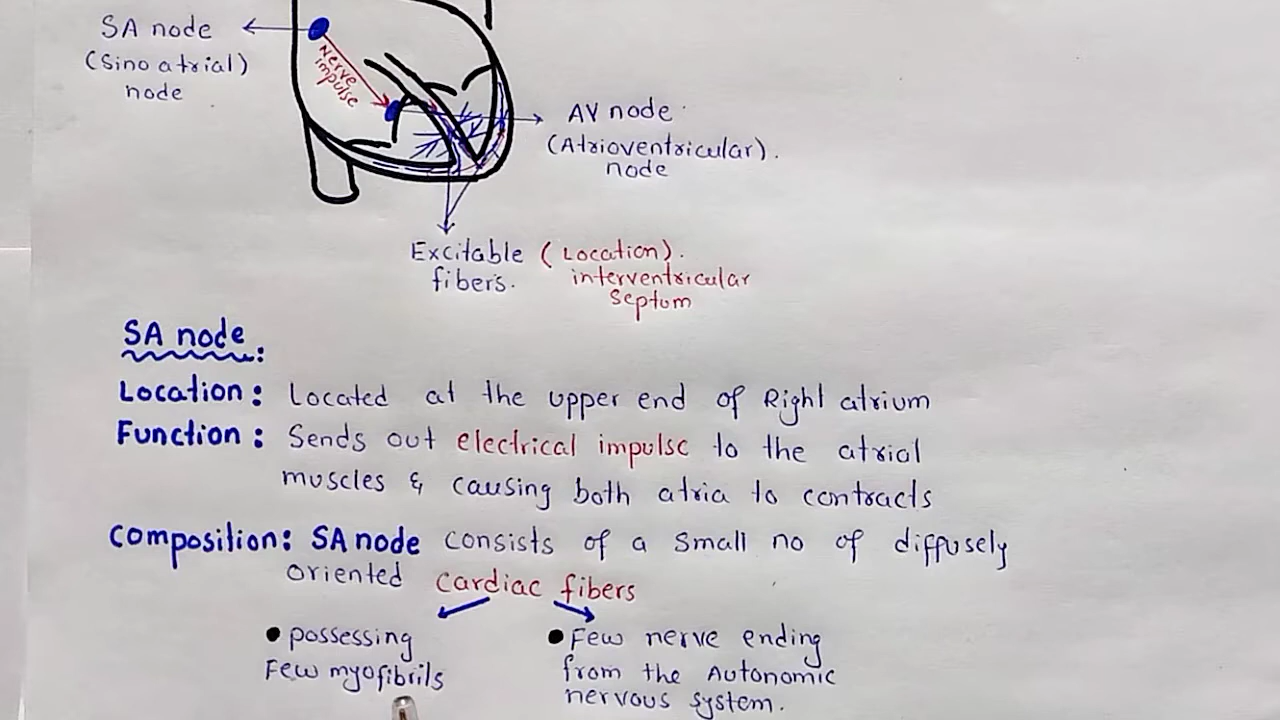 SA node
(Sino atrial)
node
Nerve
impulse
AV node
(Atrioventricular).
node
Excitable (Location).
fibers. interventricular
Septum
SA node:
Location: Located at the upper end of Right atrium
Function: Sends out electrical impulse to the atrial
muscles & causing both atria to contracts
Composition: SA node consists of a small no of diffusely
oriented cardiac fibers
• possessing
Few myofibrils
• Few nerve ending
from the Autonomic
nervous system.